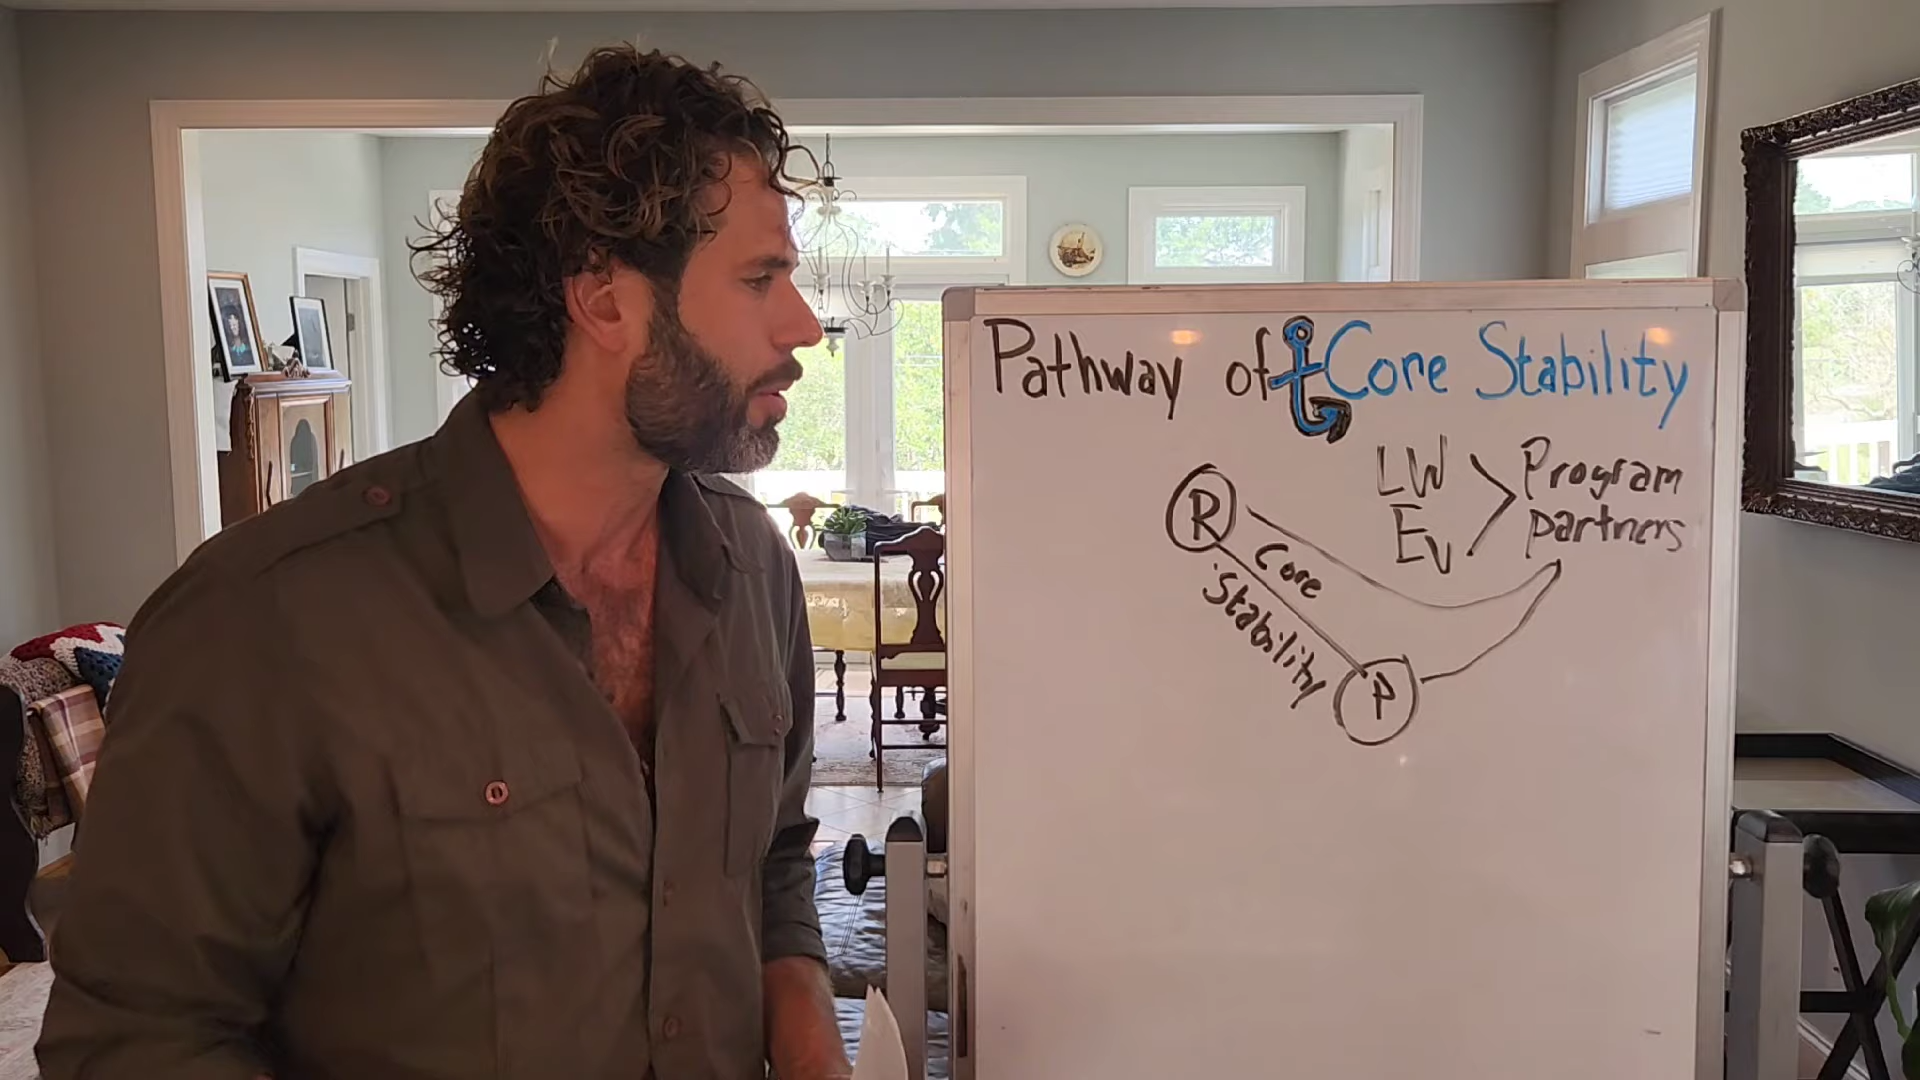 Pathway of Core Stability
LW
Ev
Program
partners
R
Core
Stability
P